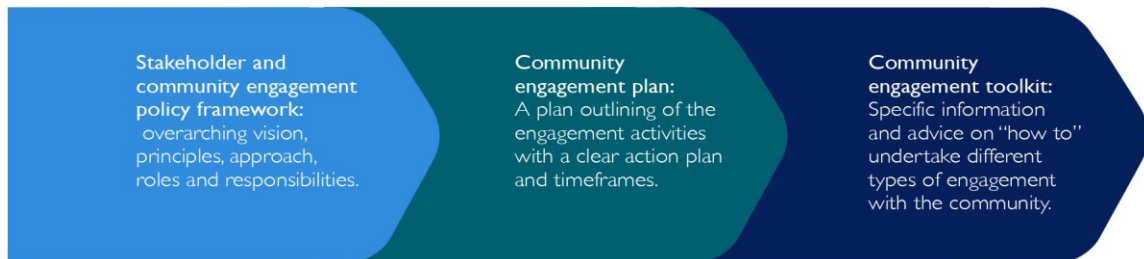 Stakeholder and
community engagement
policy framework:
overarching vision,
principles, approach,
roles and responsibilities.
Community
engagement plan:
A plan outlining of the
engagement activities
with a clear action plan
and timeframes.
Community
engagement toolkit:
Specific information
and advice on “how to”
undertake different
types of engagement
with the community.